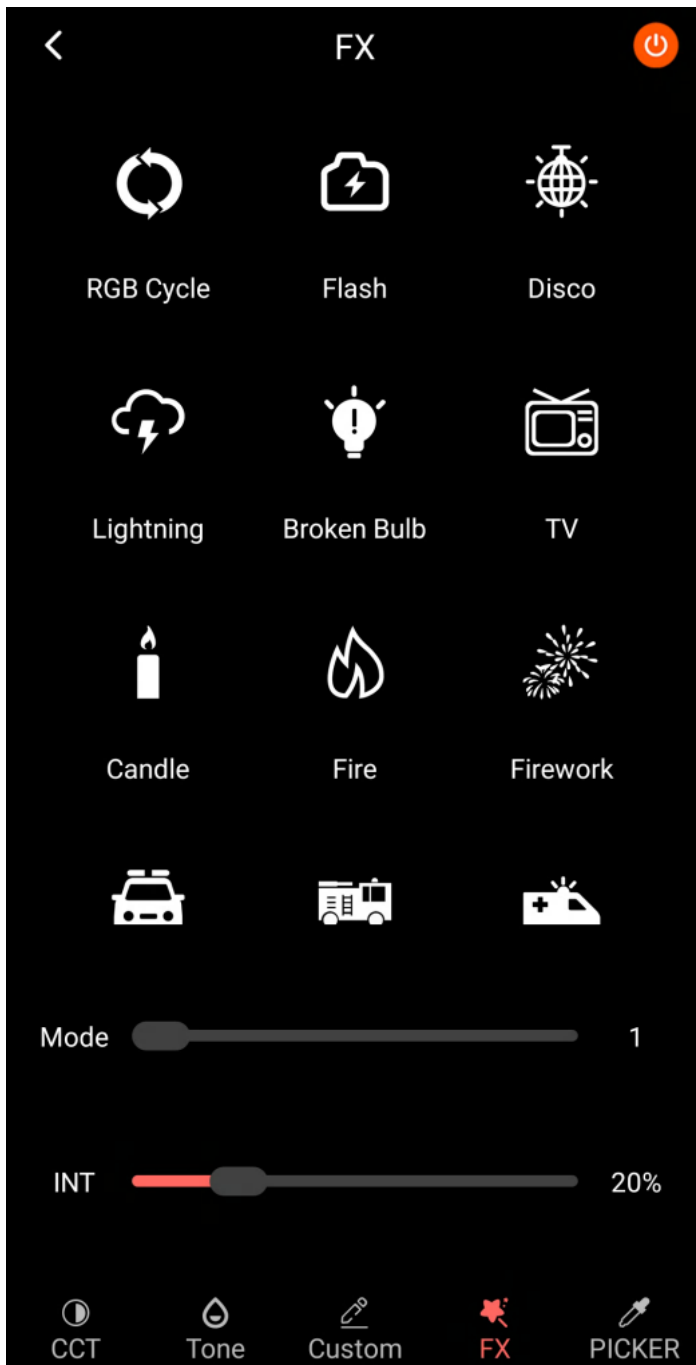 FX
RGB Cycle Flash Disco
Lightning Broken Bulb TV
Candle Fire Firework
Mode 1
INT 20%
CCT Tone Custom FX PICKER